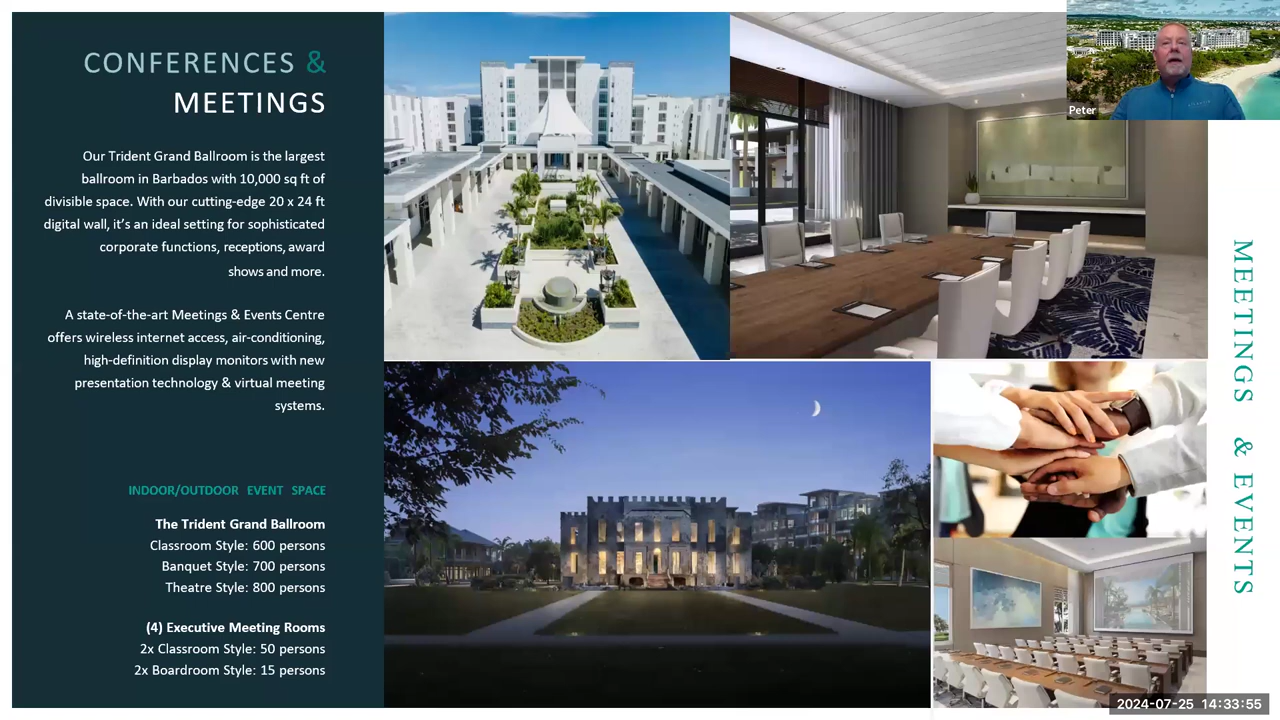 CONFERENCES &
MEETINGS
Our Trident Grand Ballroom is the largest
ballroom in Barbados with 10,000 sq ft of
divisible space. With our cutting-edge 20 x 24 ft
digital wall, it’s an ideal setting for sophisticated
corporate functions, receptions, award
shows and more.
A state-of-the-art Meetings & Events Centre
offers wireless internet access, air-conditioning,
high-definition display monitors with new
presentation technology & virtual meeting
systems.
INDOOR/OUTDOOR EVENT SPACE
The Trident Grand Ballroom
Classroom Style: 600 persons
Banquet Style: 700 persons
Theatre Style: 800 persons
(4) Executive Meeting Rooms
2x Classroom Style: 50 persons
2x Boardroom Style: 15 persons
Peter
MEETINGS & EVENTS
2024-07-25 14:33:55